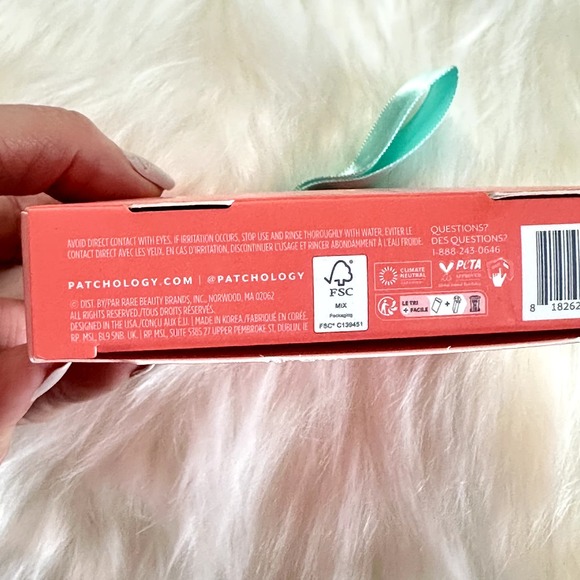 AVOID DIRECT CONTACT WITH EYES. IF IRRITATION OCCURS, STOP USE AND RINSE THOROUGHLY WITH WATER. EVITER LE
CONTACT DIRECT AVEC LES YEUX. EN CAS D'IRRITATION, DISCONTINUER L'USAGE ET RINCER ABONDAMMENT À L'EAU FROIDE.
PATCHOLOGY.COM | @PATCHOLOGY
© DIST. BY/PAR RARE BEAUTY BRANDS, INC., NORWOOD, MA 02062
ALL RIGHTS RESERVED./TOUS DROITS RÉSERVÉS.
DESIGNED IN THE USA/CONÇU AUX É.U. | MADE IN KOREA/FABRIQUÉ EN CORÉE.
RP. MSL, BL9 5NB. UK. | RP. MSL, SUITE 3385 27 UPPER PEMBROKE ST, DUBLIN, IE
FSC
MIX
Packaging
FSC® C139451
QUESTIONS?
DES QUESTIONS?
1-888-243-0646
CLIMATE
NEUTRAL
PETA
LE TRI
+ FACILE
8 18262